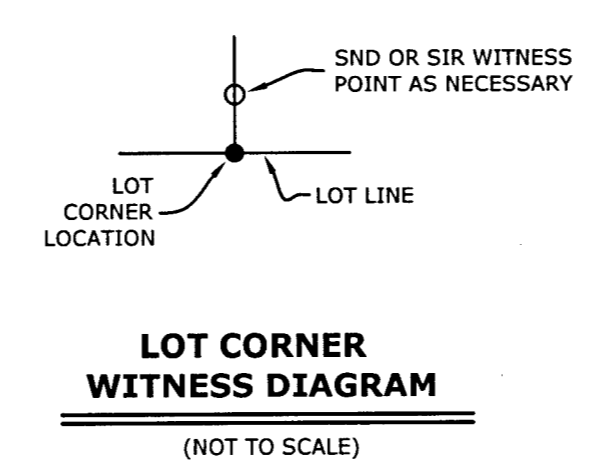 SND OR SIR WITNESS
POINT AS NECESSARY
LOT
CORNER
LOCATION
LOT LINE
LOT CORNER
WITNESS DIAGRAM
(NOT TO SCALE)